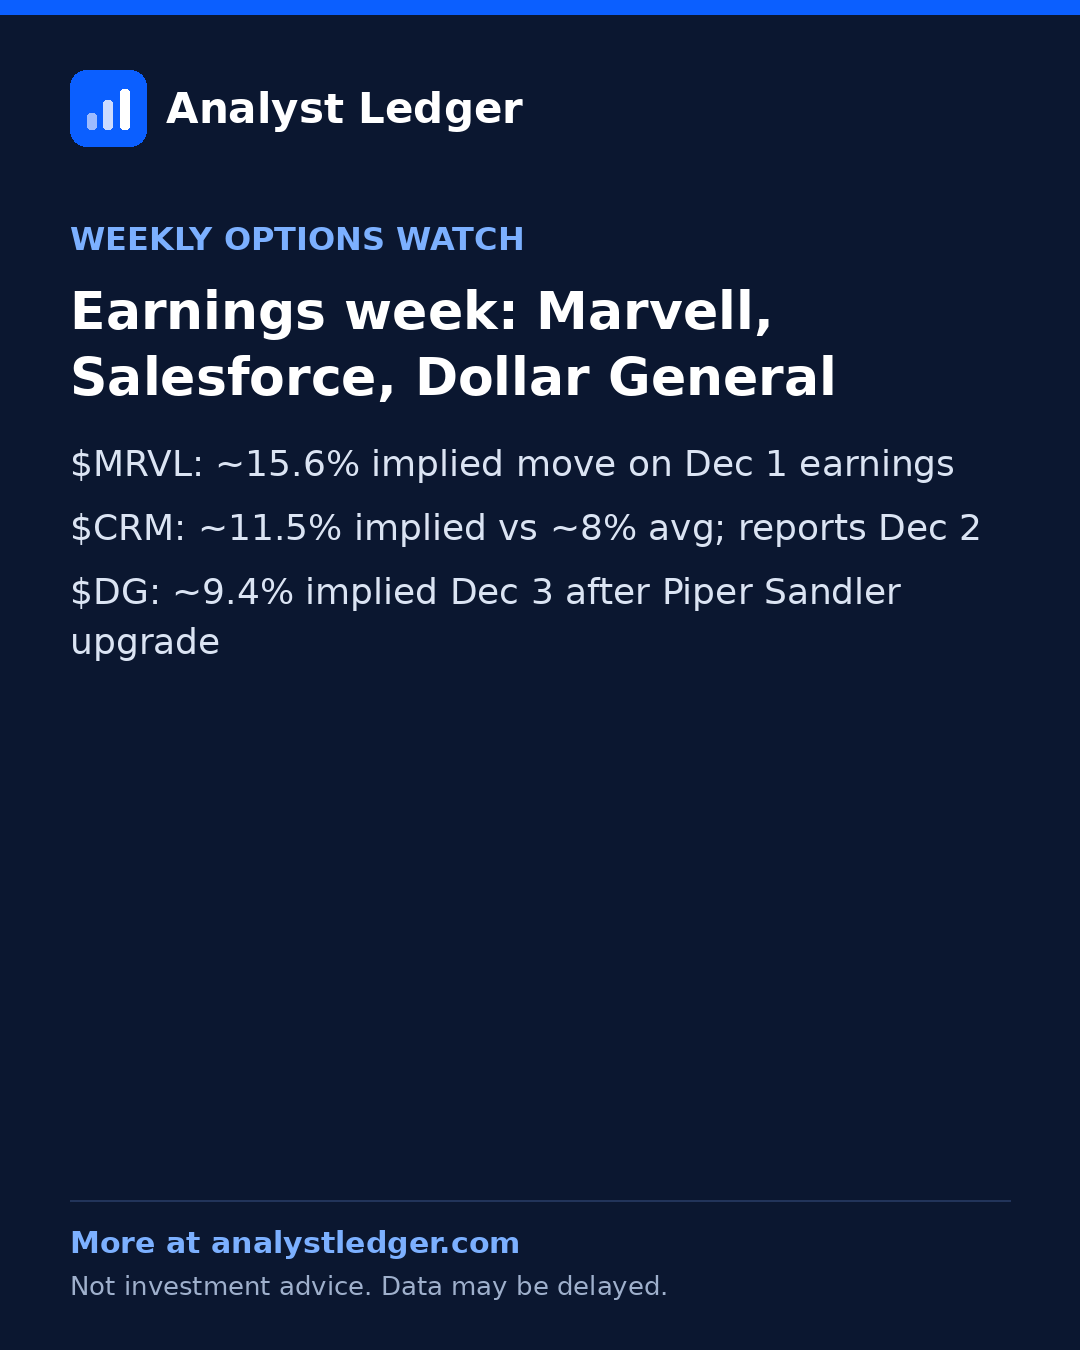 Analyst Ledger
WEEKLY OPTIONS WATCH
Earnings week: Marvell,
Salesforce, Dollar General
$MRVL: ~15.6% implied move on Dec 1 earnings
$CRM: ~11.5% implied vs ~8% avg; reports Dec 2
$DG: ~9.4% implied Dec 3 after Piper Sandler
upgrade
More at analystledger.com
Not investment advice. Data may be delayed.